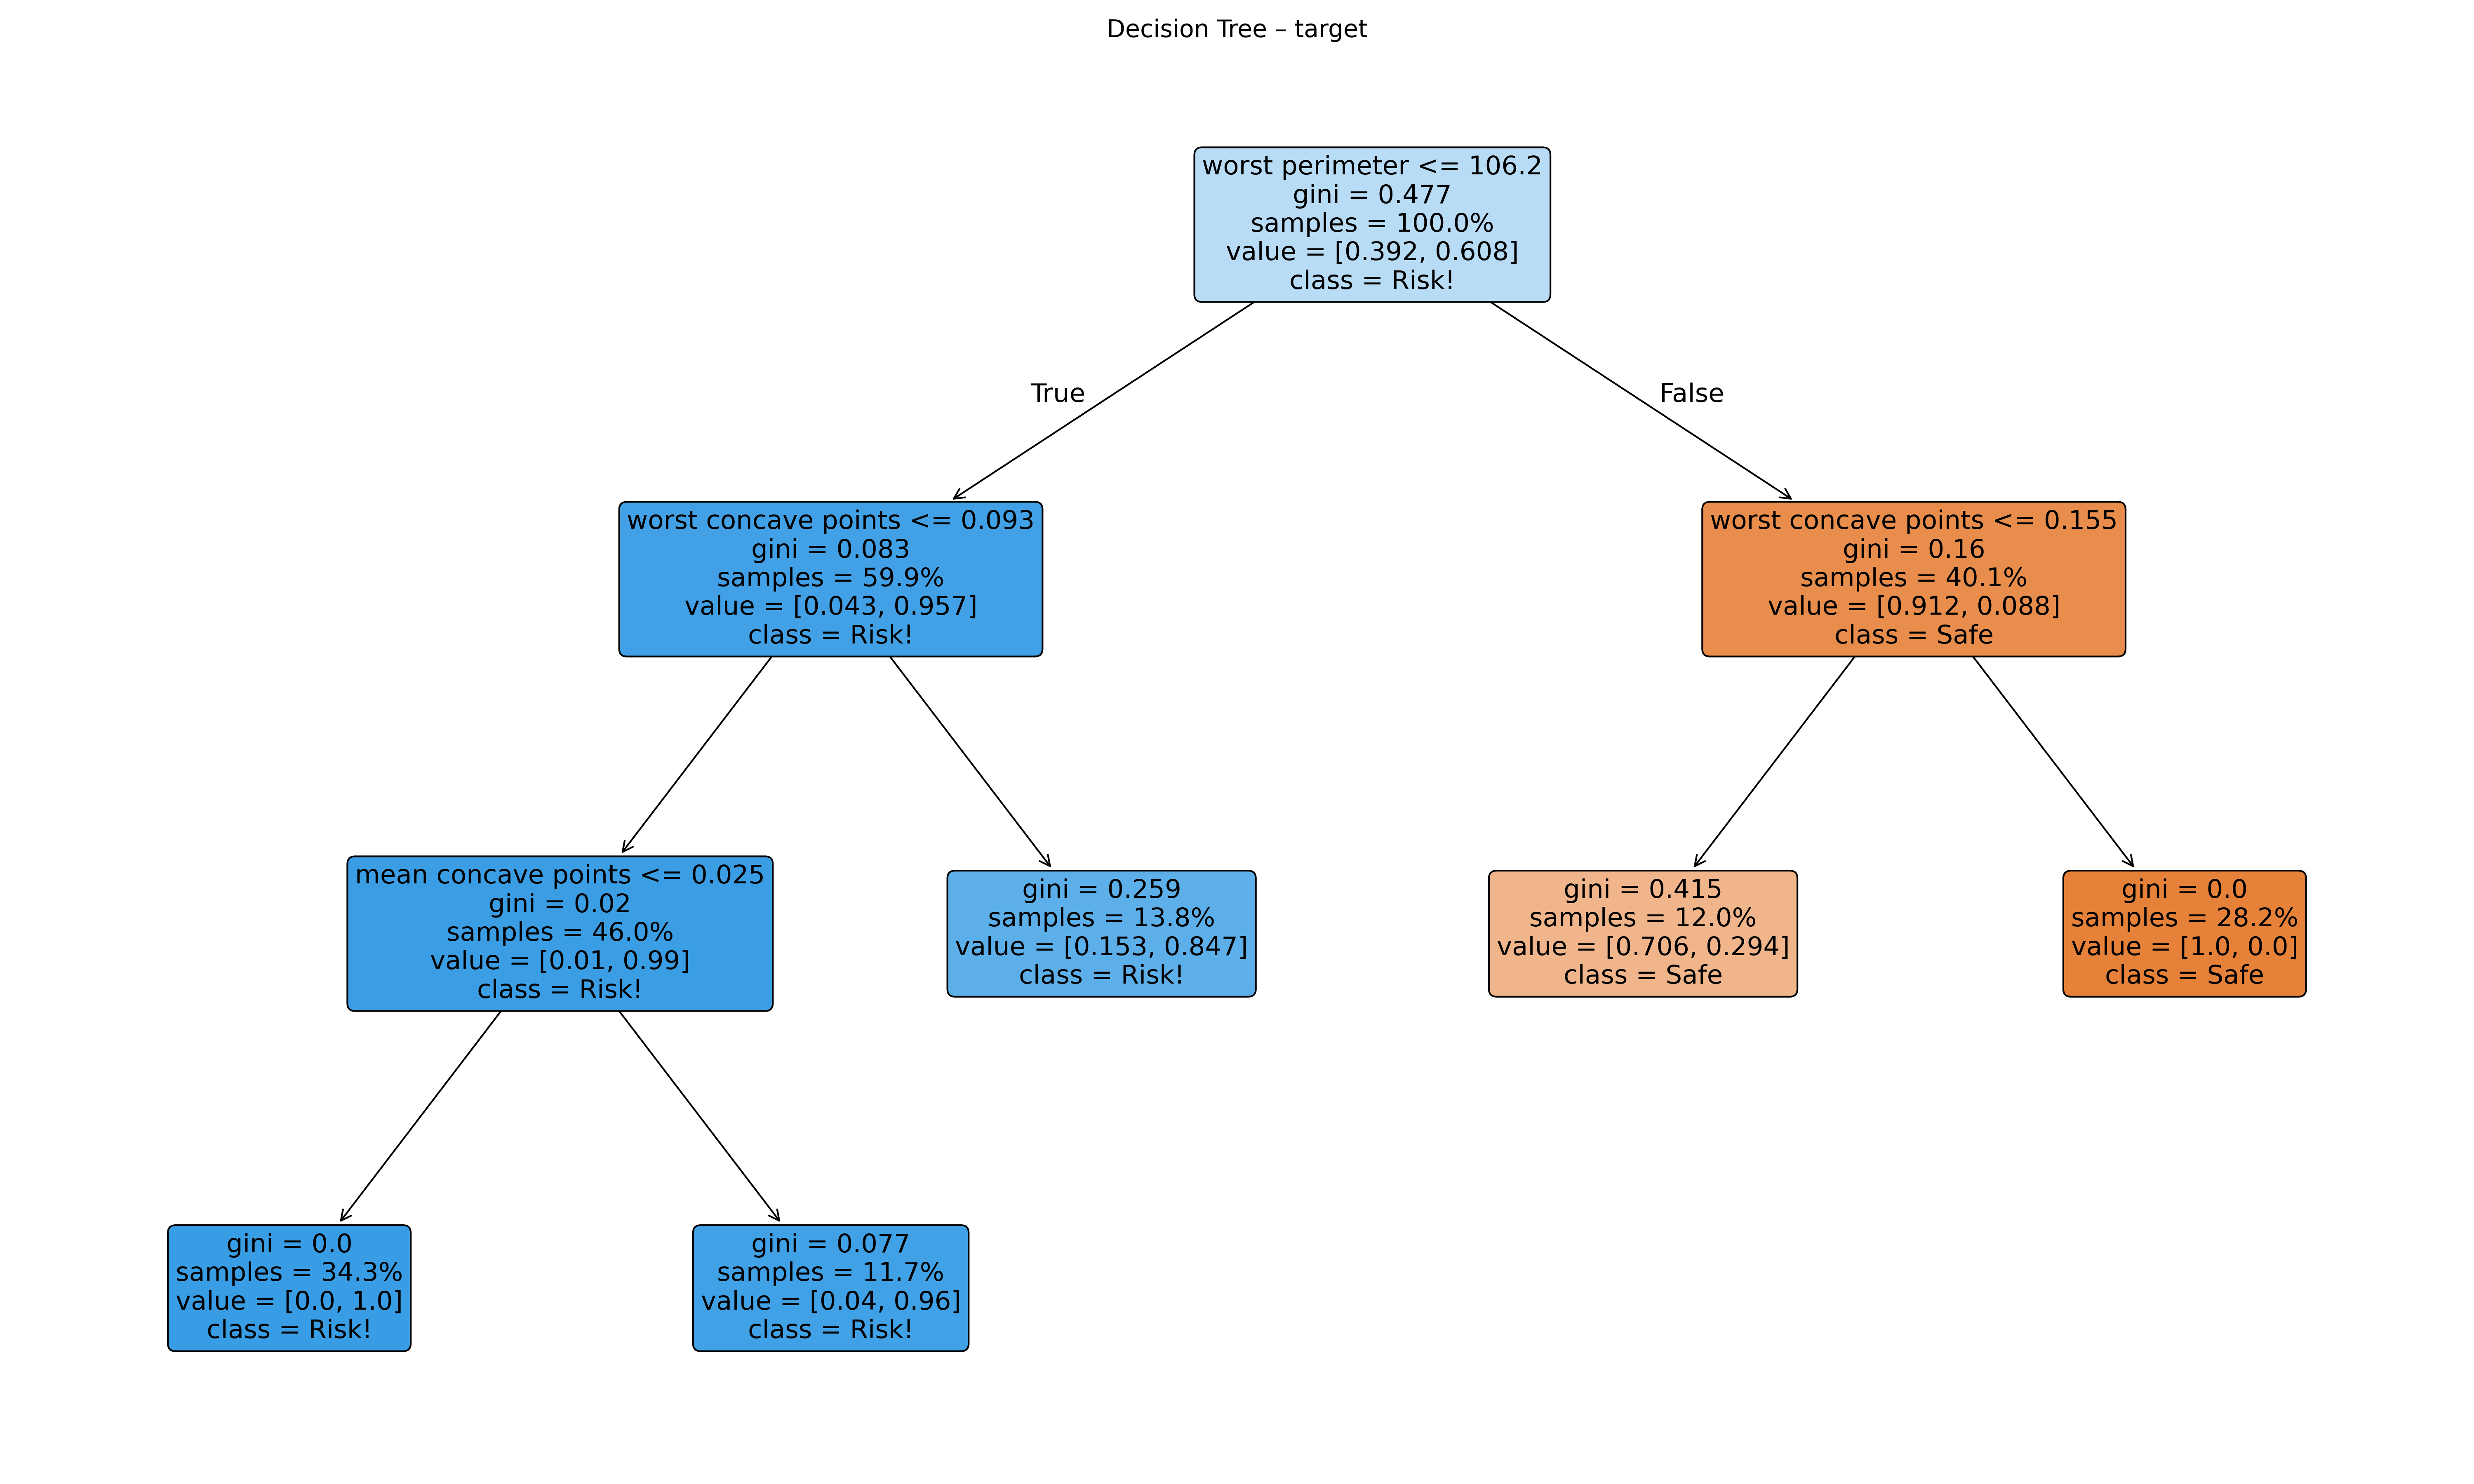 Decision Tree – target
worst perimeter <= 106.2
gini = 0.477
samples = 100.0%
value = [0.392, 0.608]
class = Risk!
True
False
worst concave points <= 0.093
gini = 0.083
samples = 59.9%
value = [0.043, 0.957]
class = Risk!
worst concave points <= 0.155
gini = 0.16
samples = 40.1%
value = [0.912, 0.088]
class = Safe
mean concave points <= 0.025
gini = 0.02
samples = 46.0%
value = [0.01, 0.99]
class = Risk!
gini = 0.259
samples = 13.8%
value = [0.153, 0.847]
class = Risk!
gini = 0.415
samples = 12.0%
value = [0.706, 0.294]
class = Safe
gini = 0.0
samples = 28.2%
value = [1.0, 0.0]
class = Safe
gini = 0.0
samples = 34.3%
value = [0.0, 1.0]
class = Risk!
gini = 0.077
samples = 11.7%
value = [0.04, 0.96]
class = Risk!